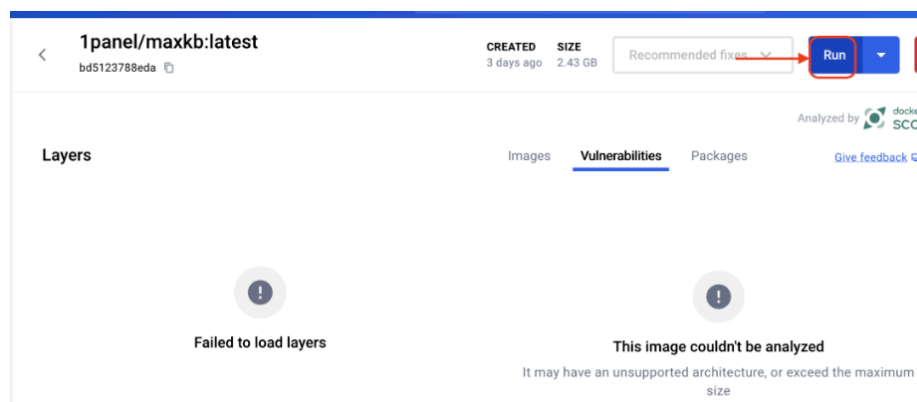 1panel/maxkb:latest
bd5123788eda
CREATED SIZE
3 days ago 2.43 GB
Recommended fixes
Run
Analyzed by
Layers
Images Vulnerabilities Packages
Give feedback
Failed to load layers
This image couldn't be analyzed
It may have an unsupported architecture, or exceed the maximum
size